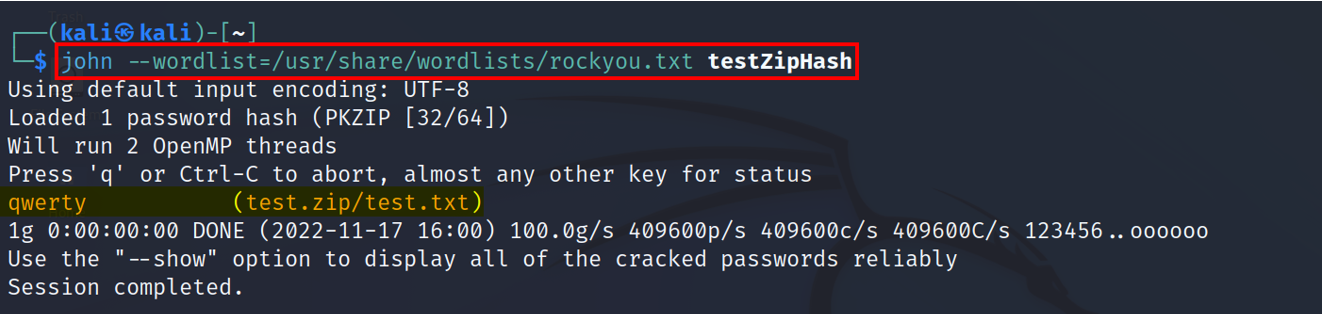 ┌──(kali㉿kali)-[~]
└─$ john --wordlist=/usr/share/wordlists/rockyou.txt testZipHash
Using default input encoding: UTF-8
Loaded 1 password hash (PKZIP [32/64])
Will run 2 OpenMP threads
Press 'q' or Ctrl-C to abort, almost any other key for status
qwerty           (test.zip/test.txt)
1g 0:00:00:00 DONE (2022-11-17 16:00) 100.0g/s 409600p/s 409600c/s 409600C/s 123456..oooooo
Use the "--show" option to display all of the cracked passwords reliably
Session completed.